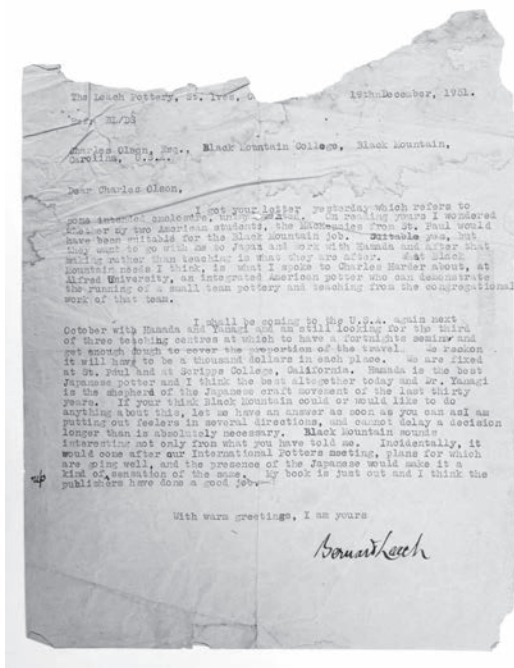 The Leach Pottery, St. Ives, 19thDecember, 1951.
Ref: BL/DS
Charles Olson, Esq., Black Mountain College, Black Mountain,
Carolina, U.S.A.
Dear Charles Olson,
I got your letter yesterday which refers to
some intended enclosure, On reading yours I wondered
whether my two American students, the MacKenzies from St. Paul would
have been suitable for the Black Mountain job. Suitable yes, but
they want to go with me to Japan and work with Hamada and after that
making rather than teaching is what they are after. What Black
Mountain needs I think, is what I spoke to Charles Harder about, at
Alfred University, an integrated American potter who can demonstrate
the running of a small team pottery and teaching from the congregational
work of that team.
I shall be coming to the U.S.A. again next
October with Hamada and Yanagi and am still looking for the third
of three teaching centres at which to have a fortnights seminar and
get enough dough to cover the proportion of the travel. We reckon
it will have to be a thousand dollars in each place. We are fixed
at St. Paul and at Scripps College, California. Hamada is the best
Japanese potter and I think the best altogether today and Dr. Yanagi
is the shepherd of the Japanese craft movement of the last thirty
years. If your think Black Mountain could or would like to do
anything about this, let me have an answer as soon as you can asI am
putting out feelers in several directions, and cannot delay a decision
longer than is absolutely necessary. Black Mountain sounds
interesting not only from what you have told me. Incidentally, it
would come after our International Potters meeting, plans for which
are going well, and the presence of the Japanese would make it a
kind of sensation of the same. My book is just out and I think the
publishers have done a good job.
With warm greetings, I am yours
Bernard Leach